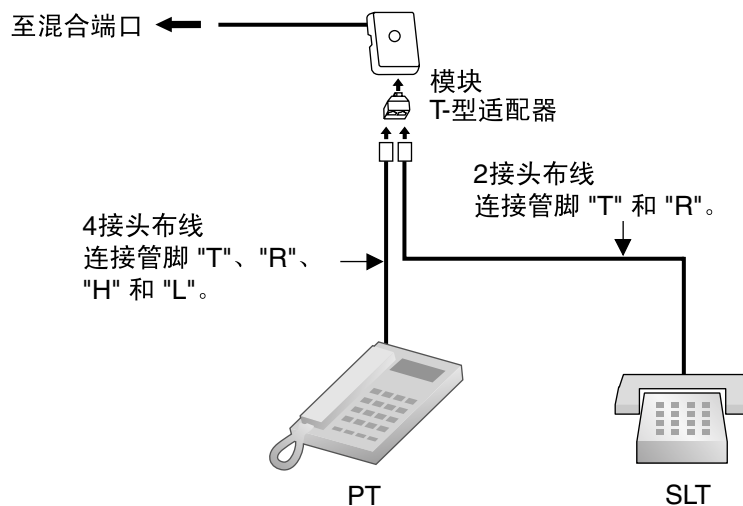 至混合端口
模块
T-型适配器
2接头布线
连接管脚 "T" 和 "R"。
4接头布线
连接管脚 "T"、"R"、
"H" 和 "L"。
PT
SLT